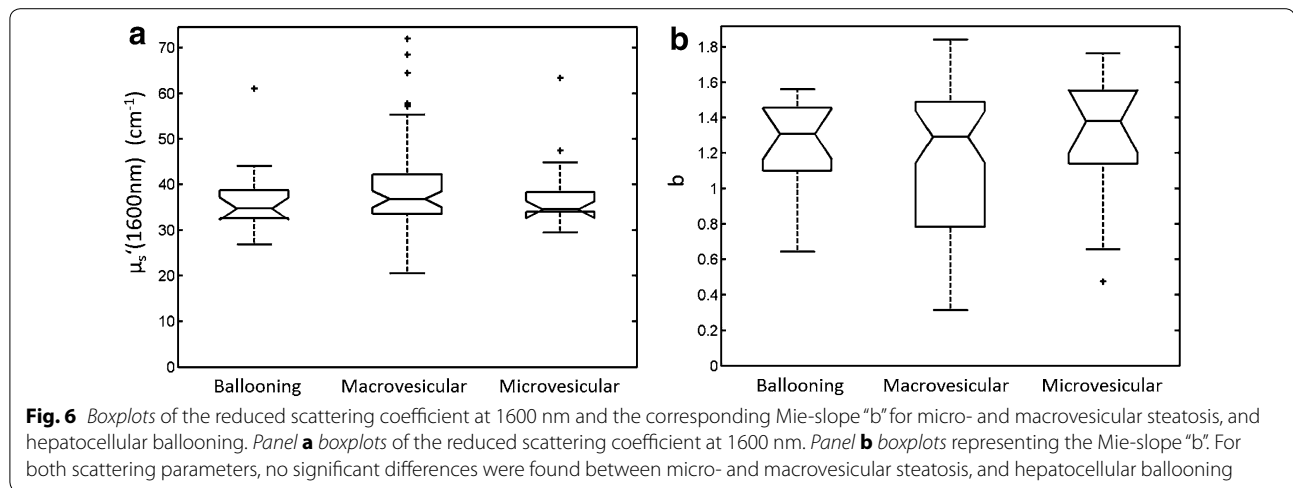 a
70
60
50
40
30
20
10
0
μs'(1600nm) (cm-1)
Ballooning Macrovesicular Microvesicular
b
1.8
1.6
1.4
1.2
1
0.8
0.6
0.4
0.2
0
b
Ballooning Macrovesicular Microvesicular
Fig. 6 Boxplots of the reduced scattering coefficient at 1600 nm and the corresponding Mie-slope "b" for micro- and macrovesicular steatosis, and
hepatocellular ballooning. Panel a boxplots of the reduced scattering coefficient at 1600 nm. Panel b boxplots representing the Mie-slope "b". For
both scattering parameters, no significant differences were found between micro- and macrovesicular steatosis, and hepatocellular ballooning